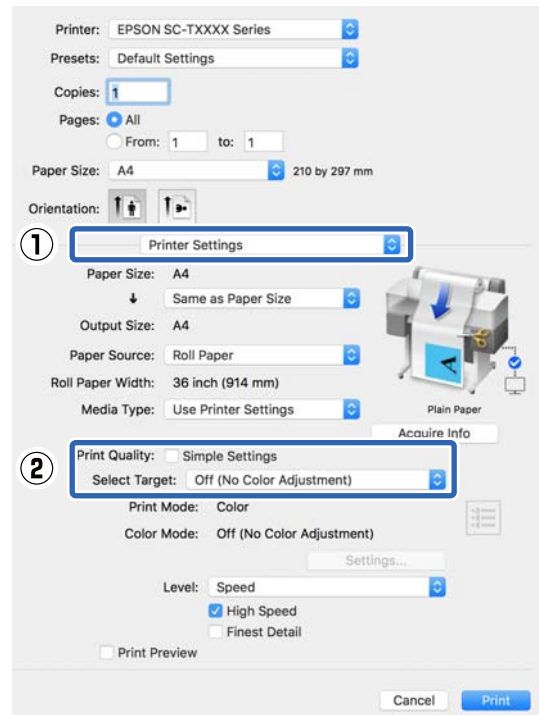 Printer: EPSON SC-TXXXX Series
Presets: Default Settings
Copies: 1
Pages: All
From: 1 to: 1
Paper Size: A4 210 by 297 mm
Orientation:
① Printer Settings
Paper Size: A4
Same as Paper Size
Output Size: A4
Paper Source: Roll Paper
Roll Paper Width: 36 inch (914 mm)
Media Type: Use Printer Settings
Plain Paper
Acquire Info
② Print Quality: Simple Settings
Select Target: Off (No Color Adjustment)
Print Mode: Color
Color Mode: Off (No Color Adjustment)
Settings...
Level: Speed
High Speed
Finest Detail
Print Preview
Cancel Print